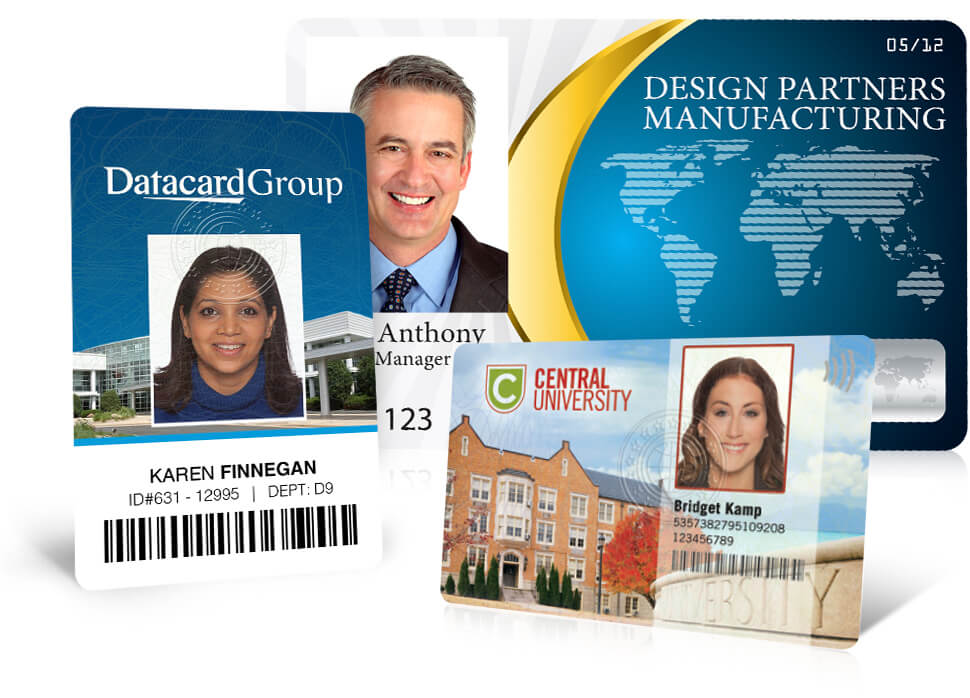 05/12
DESIGN PARTNERS
MANUFACTURING
Anthony
Manager
123
DatacardGroup
KAREN FINNEGAN
ID#631 - 12995 | DEPT: D9
C
CENTRAL
UNIVERSITY
Bridget Kamp
5357382795109208
123456789
VERSITY